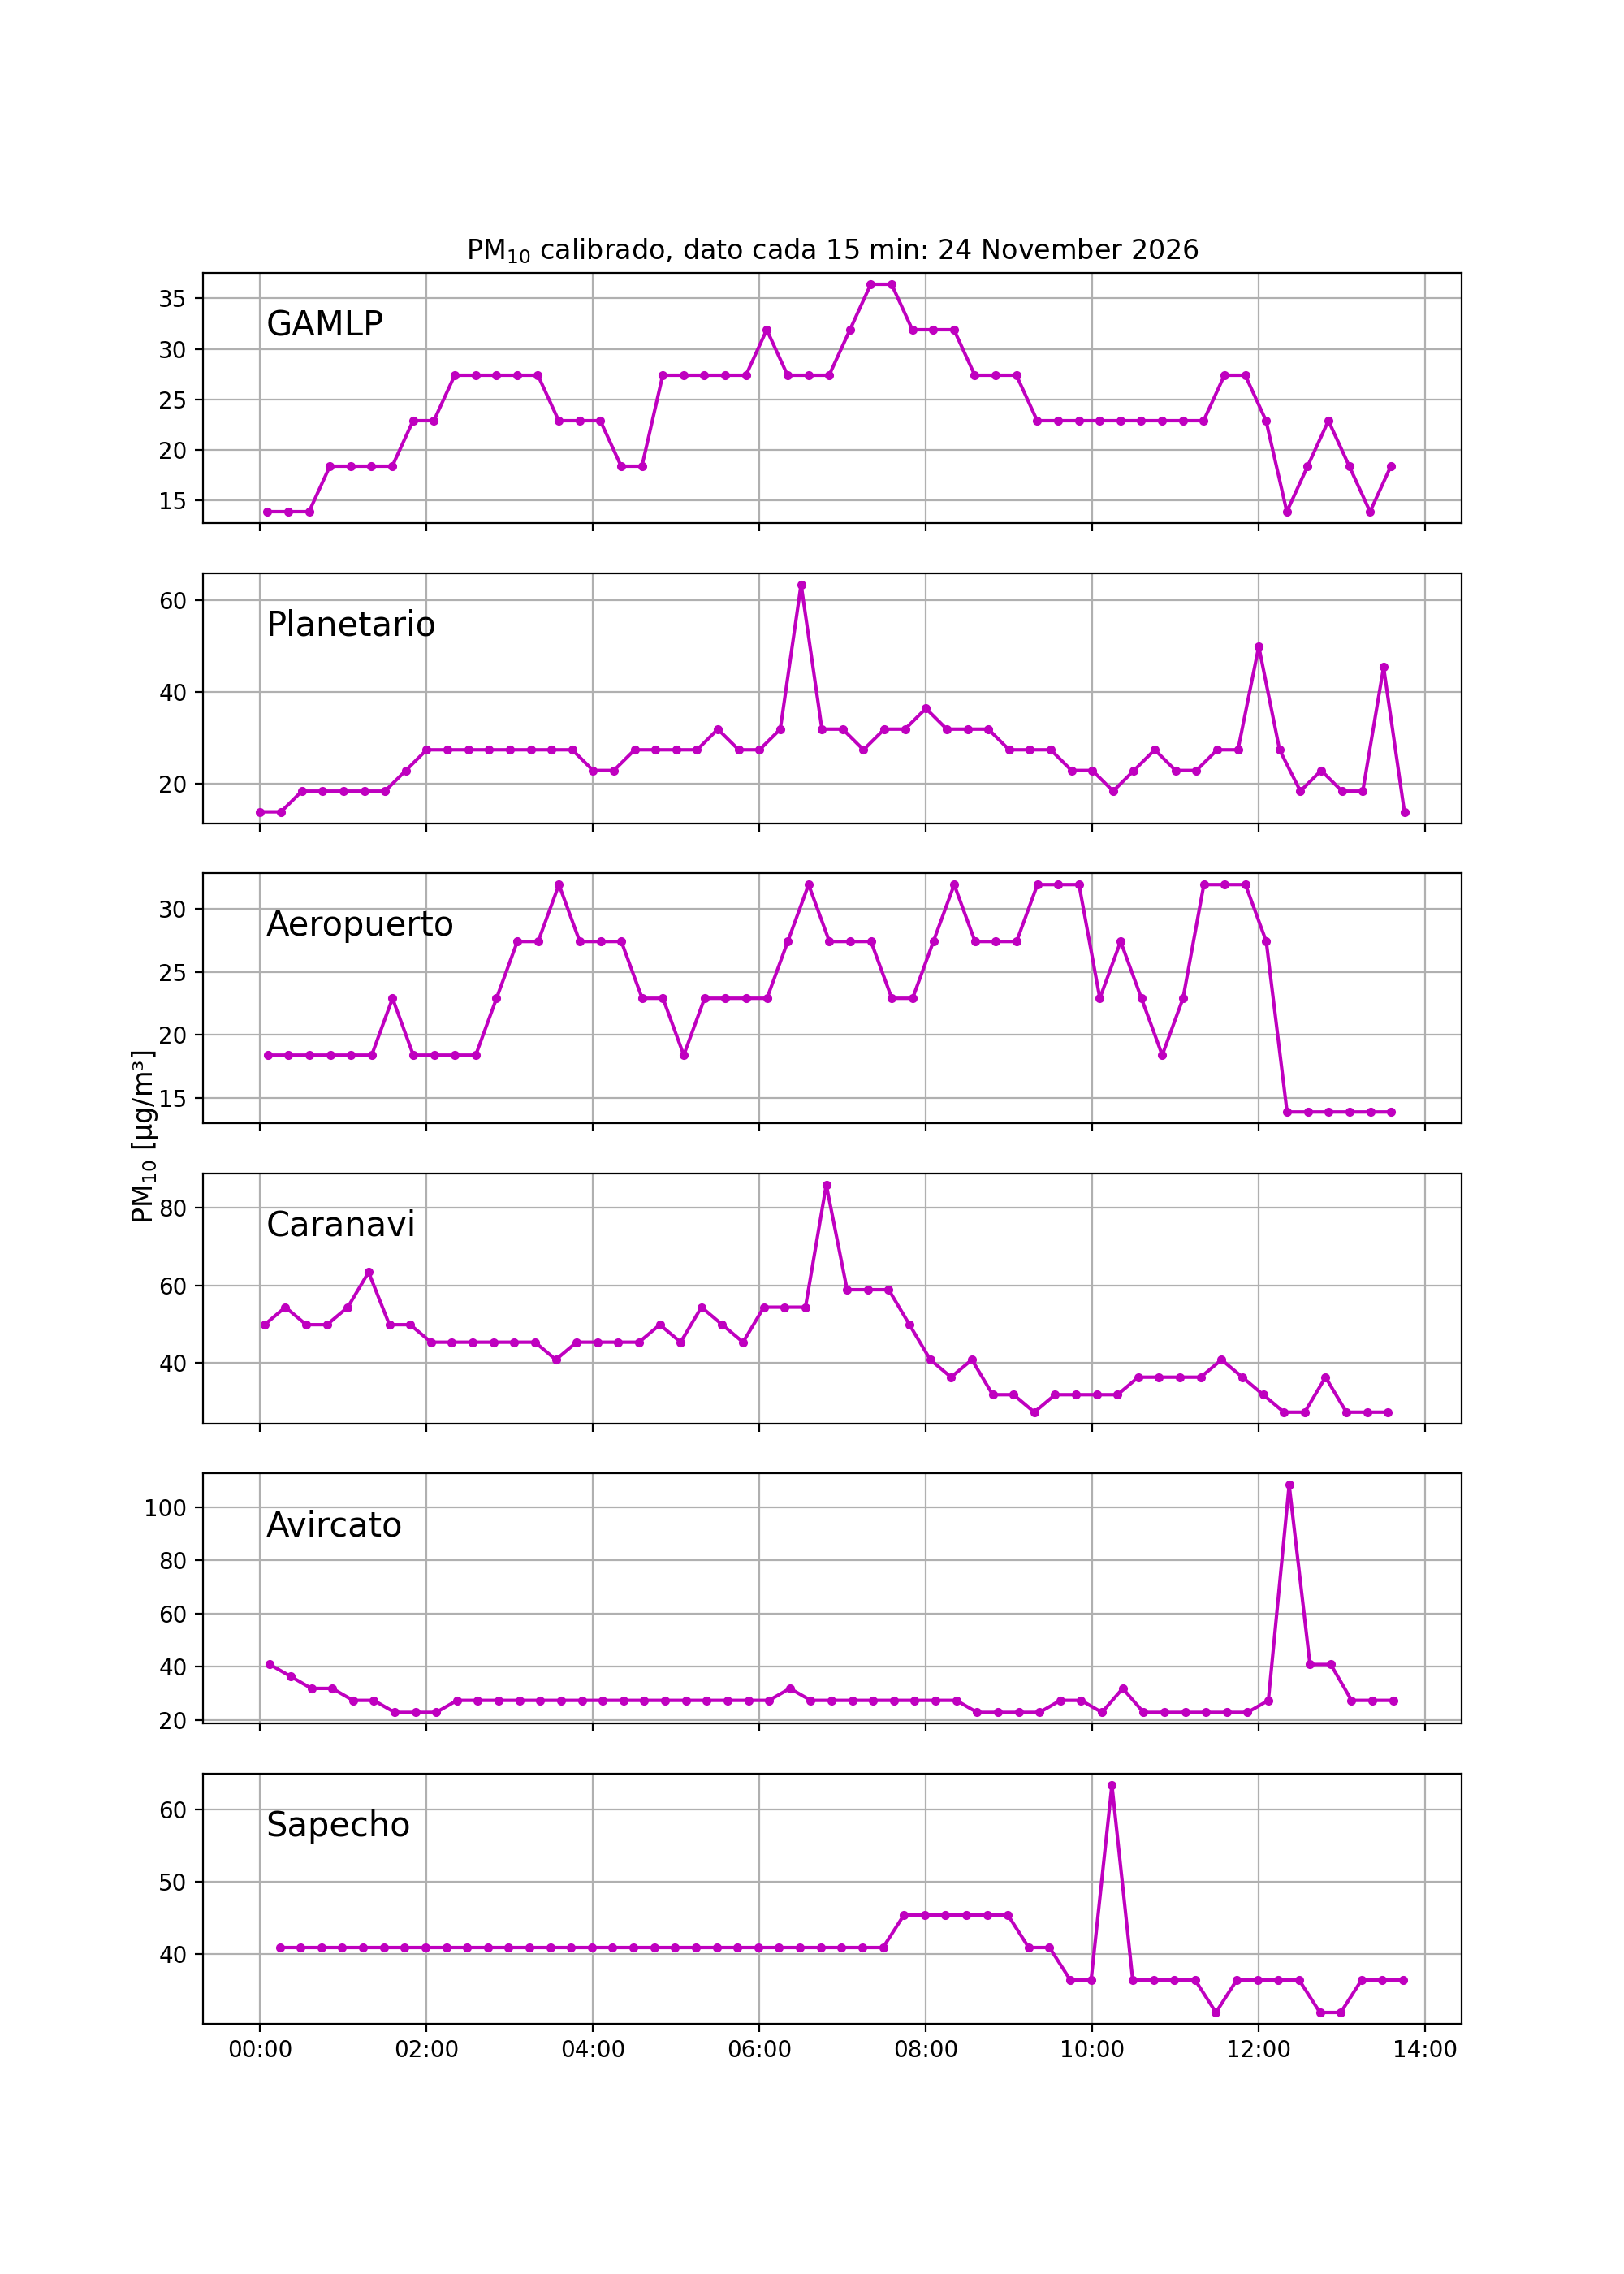 PM₁₀ calibrado, dato cada 15 min: 24 November 2026
GAMLP
35
30
25
20
15
Planetario
60
40
20
Aeropuerto
30
25
20
15
PM₁₀ [µg/m³]
Caranavi
80
60
40
Avircato
100
80
60
40
20
Sapecho
60
50
40
00:00 02:00 04:00 06:00 08:00 10:00 12:00 14:00